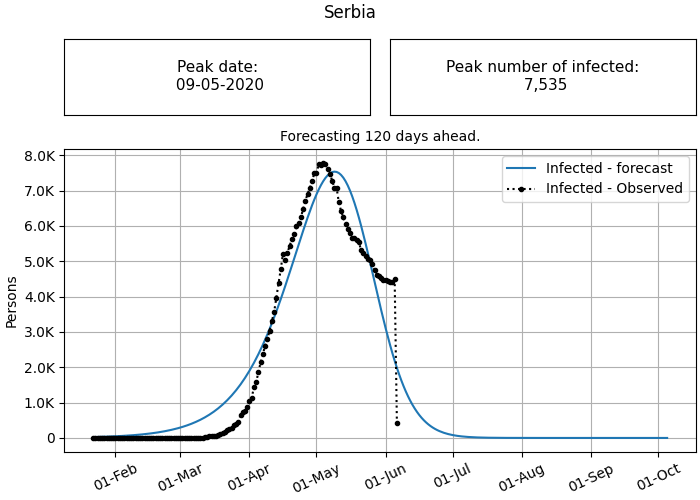 Serbia
Peak date:
09-05-2020
Peak number of infected:
7,535
Forecasting 120 days ahead.
Infected - forecast
Infected - Observed
Persons
8.0K
7.0K
6.0K
5.0K
4.0K
3.0K
2.0K
1.0K
0
01-Feb
01-Mar
01-Apr
01-May
01-Jun
01-Jul
01-Aug
01-Sep
01-Oct